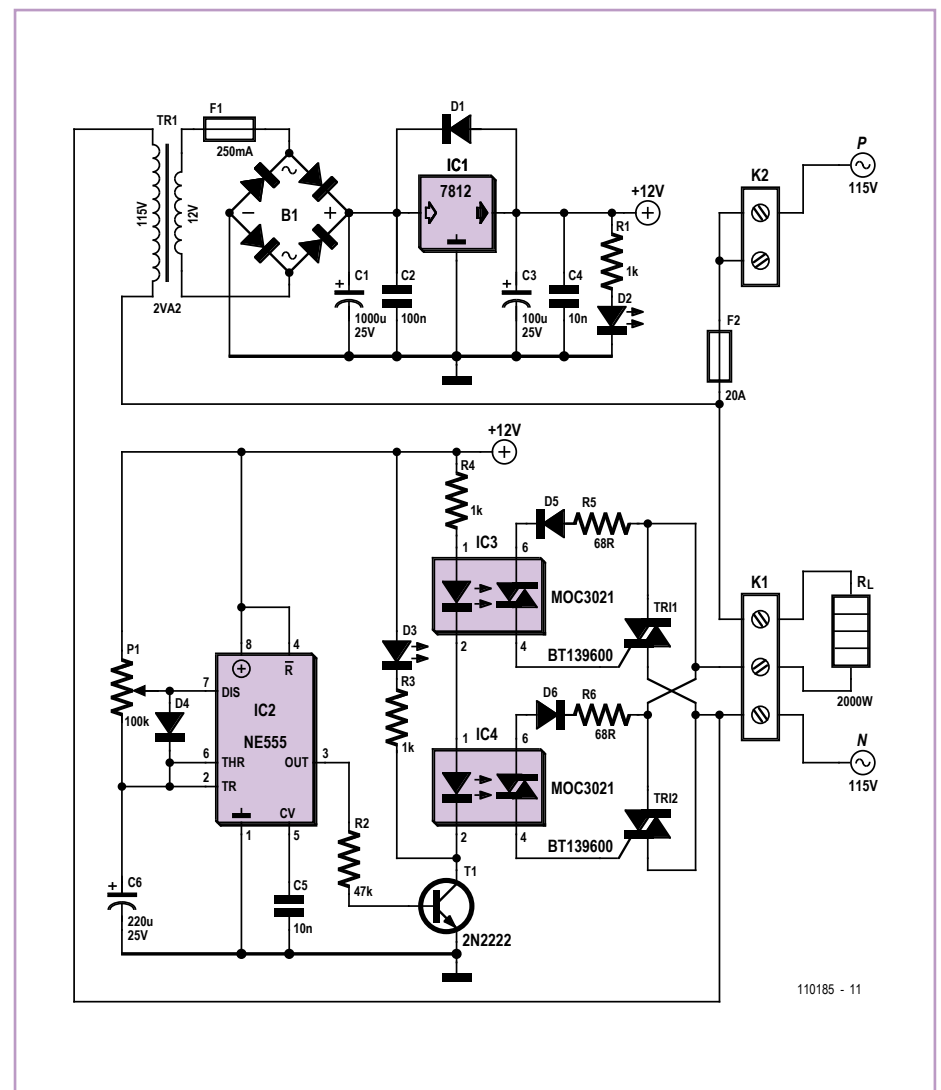 TR1
F1
250mA
115V
12V
2VA2
B1
~
~
−
+
D1
IC1
7812
+12V
+
C1
1000u
25V
C2
100n
+
C3
100u
25V
C4
10n
R1
1k
D2
K2
P
115V
F2
20A
+12V
R4
1k
IC3
1
2
6
4
MOC3021
D5
R5
68R
BT139600
TRI1
K1
RL
2000W
N
115V
P1
100k
D4
7
DIS
6
THR
2
TR
8
4
R
IC2
NE555
OUT
3
CV
1
5
D3
R3
1k
IC4
1
2
6
4
MOC3021
D6
R6
68R
BT139600
TRI2
R2
47k
T1
2N2222
+
C6
220u
25V
C5
10n
110185 - 11